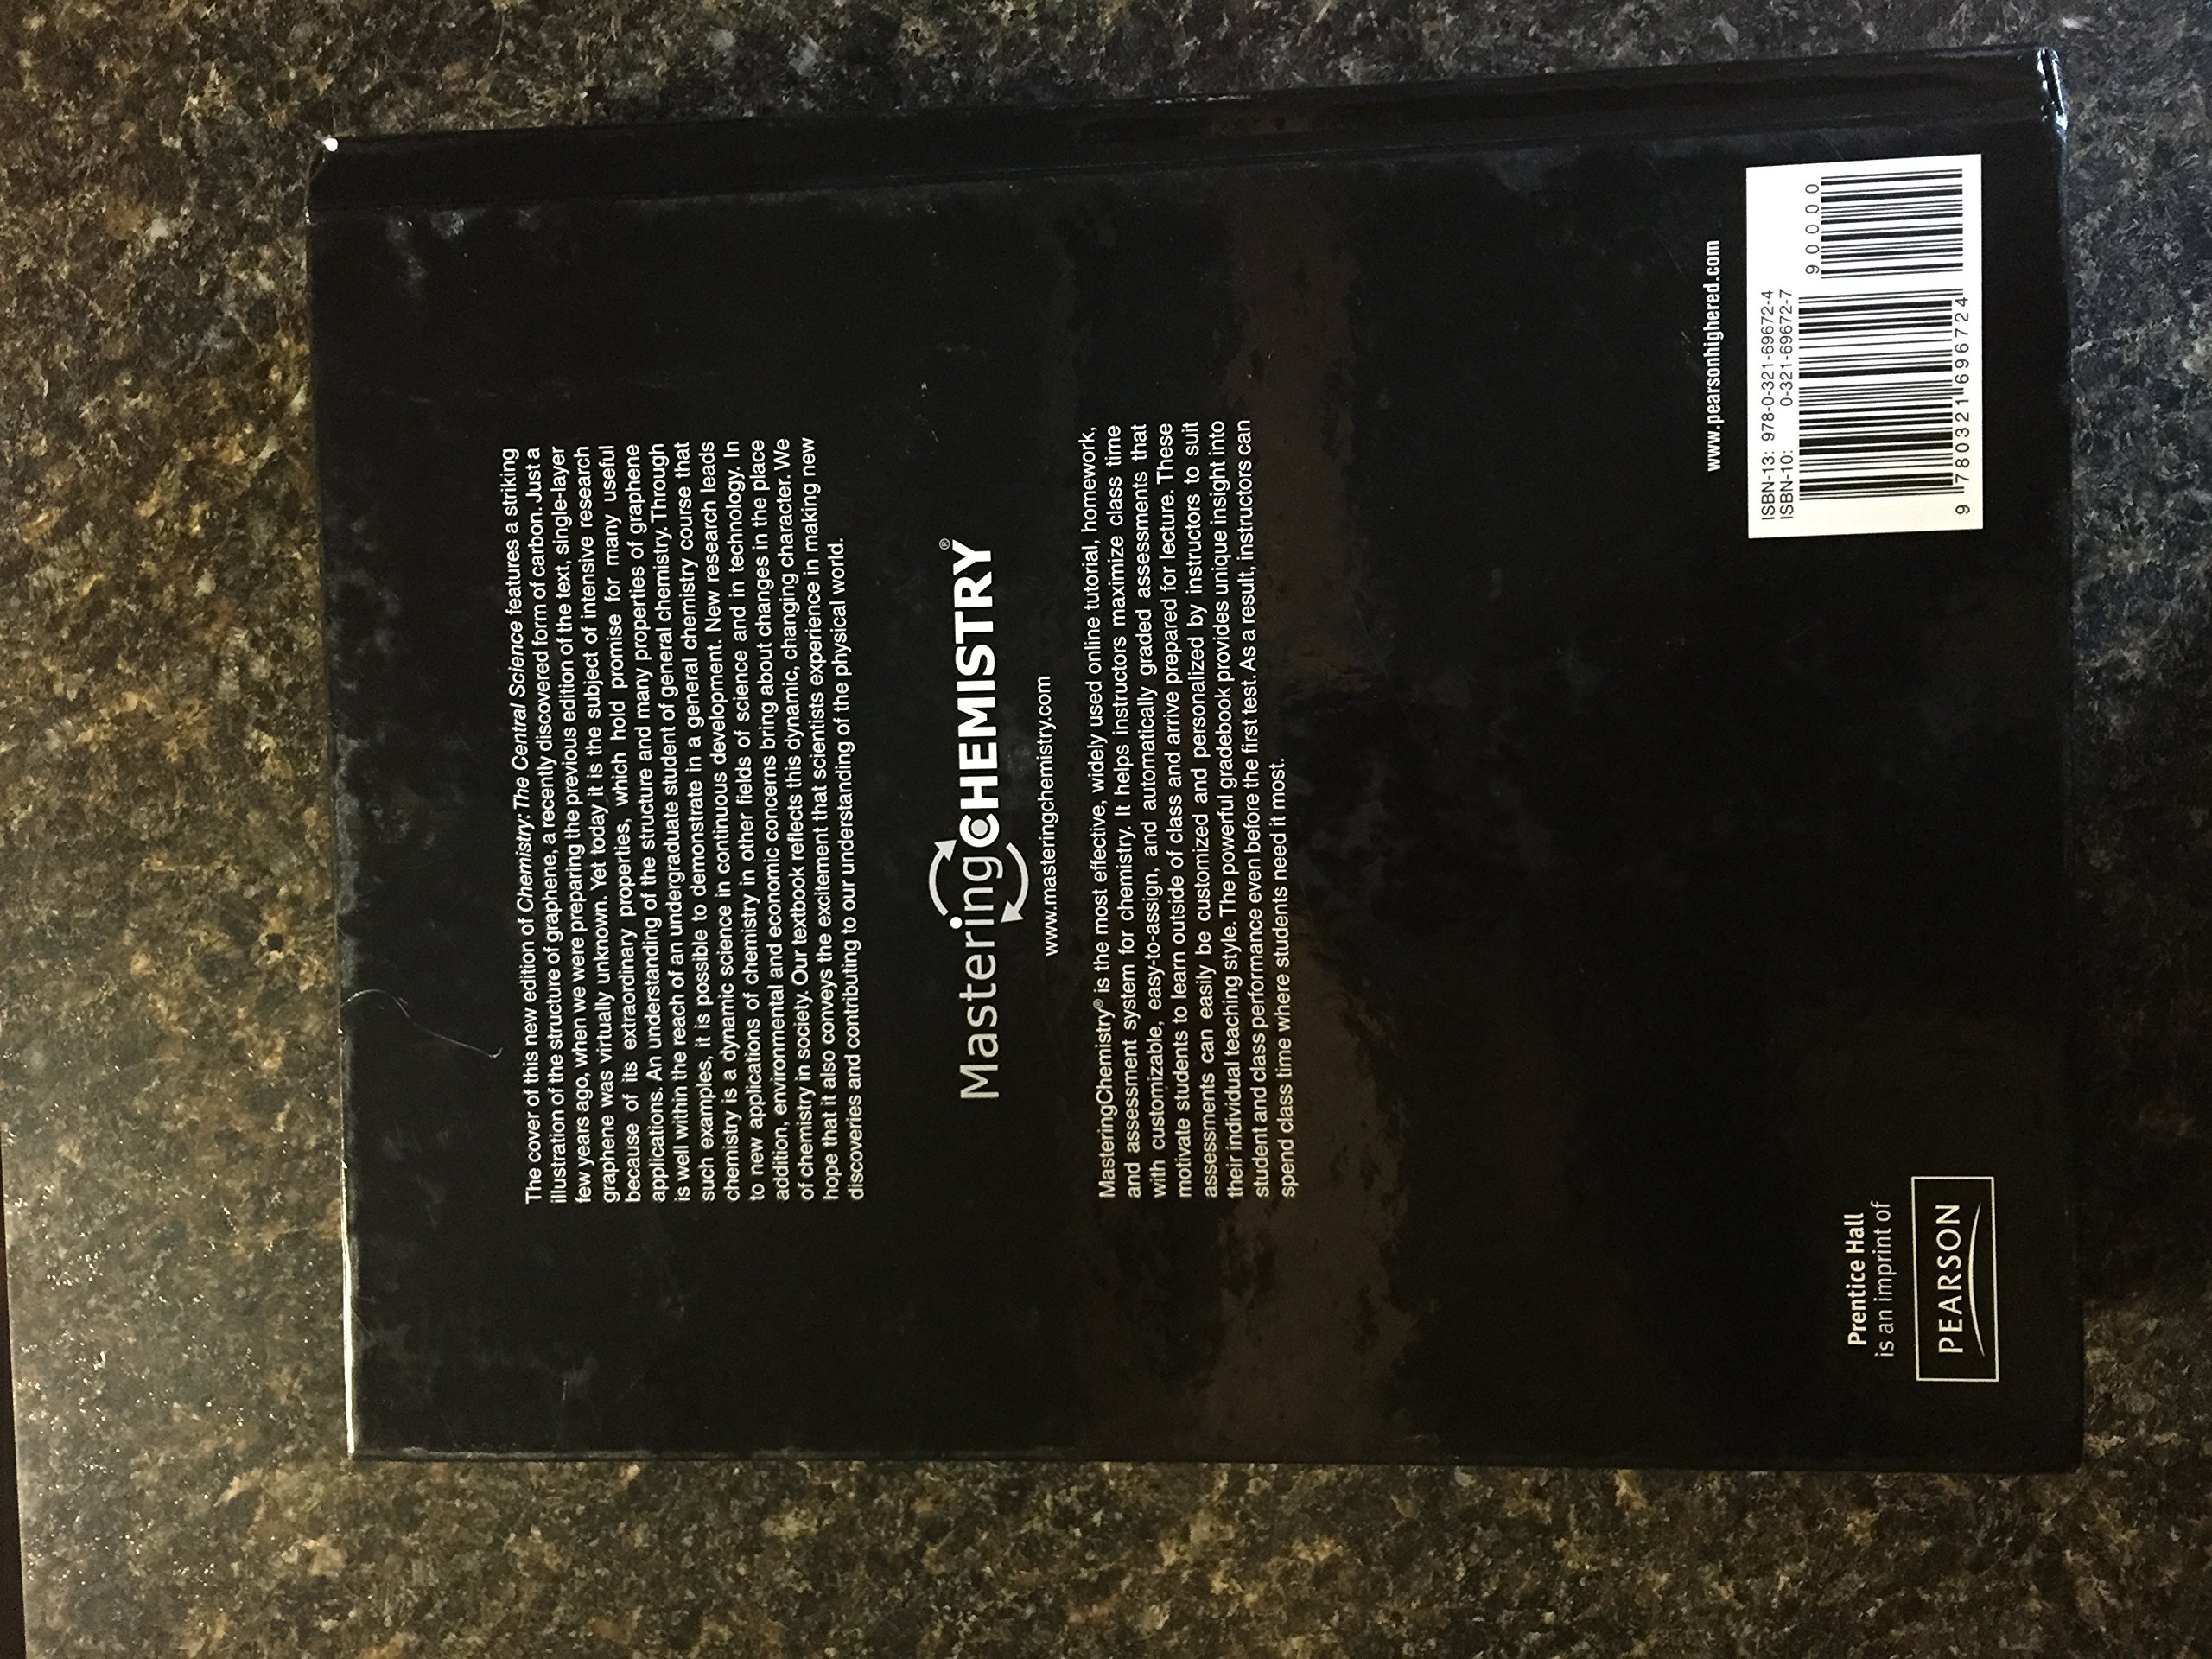 The cover of this new edition of Chemistry: The Central Science features a striking
illustration of the structure of graphene, a recently discovered form of carbon. Just a
few years ago, when we were preparing the previous edition of the text, single-layer
graphene was virtually unknown. Yet today it is the subject of intensive research
because of its extraordinary properties, which hold promise for many useful
applications. An understanding of the structure and many properties of graphene
is well within the reach of an undergraduate student of general chemistry. Through
such examples, it is possible to demonstrate in a general chemistry course that
chemistry is a dynamic science in continuous development. New research leads
to new applications of chemistry in other fields of science and in technology. In
addition, environmental and economic concerns bring about changes in the place
of chemistry in society. Our textbook reflects this dynamic, changing character. We
hope that it also conveys the excitement that scientists experience in making new
discoveries and contributing to our understanding of the physical world.
MasteringCHEMISTRY®
www.masteringchemistry.com
MasteringChemistry® is the most effective, widely used online tutorial, homework,
and assessment system for chemistry. It helps instructors maximize class time
with customizable, easy-to-assign, and automatically graded assessments that
motivate students to learn outside of class and arrive prepared for lecture. These
assessments can easily be customized and personalized by instructors to suit
their individual teaching style. The powerful gradebook provides unique insight into
student and class performance even before the first test. As a result, instructors can
spend class time where students need it most.
www.pearsonhighered.com
ISBN-13: 978-0-321-69672-4
ISBN-10: 0-321-69672-7
90000
9 780321 696724
Prentice Hall
is an imprint of
PEARSON